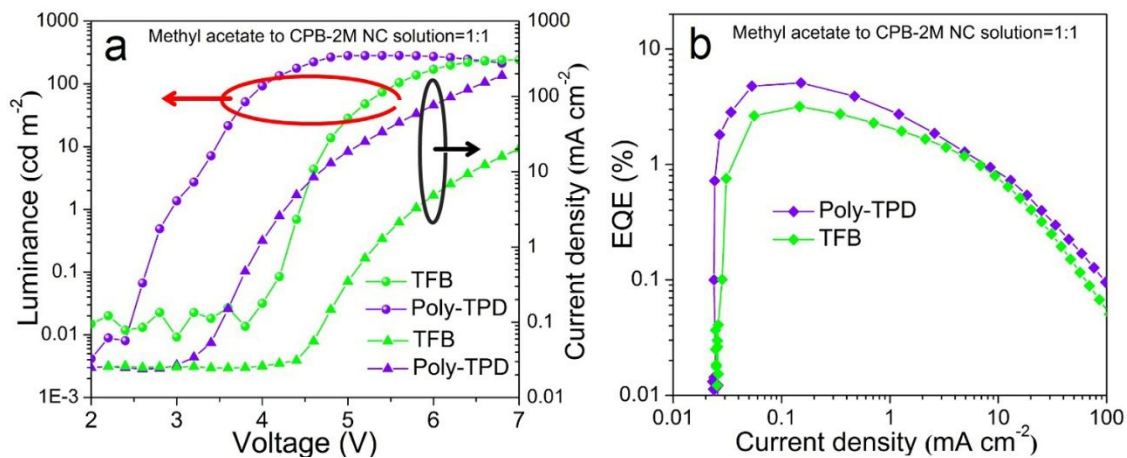 a
Methyl acetate to CPB-2M NC solution=1:1
Luminance (cd m⁻²)
1000
100
10
1
0.1
0.01
1E-3
2 3 4 5 6 7
Voltage (V)
1000
100
10
1
0.1
0.01
Current density (mA cm⁻²)
TFB
Poly-TPD
TFB
Poly-TPD
b
Methyl acetate to CPB-2M NC solution=1:1
EQE (%)
10
1
0.1
0.01
0.01 0.1 1 10 100
Current density (mA cm⁻²)
Poly-TPD
TFB